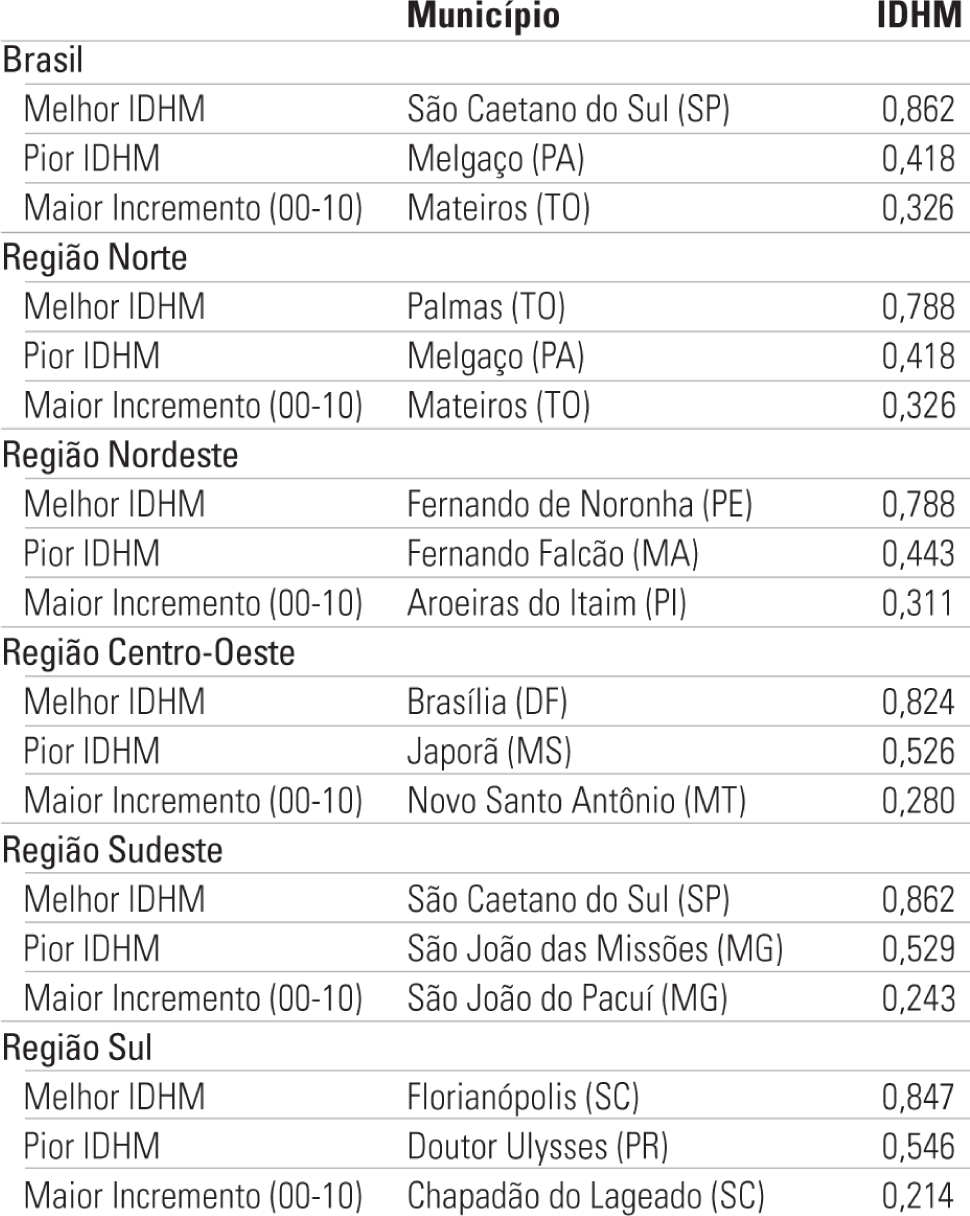 Município IDHM
Brasil
Melhor IDHM São Caetano do Sul (SP) 0,862
Pior IDHM Melgaço (PA) 0,418
Maior Incremento (00-10) Mateiros (TO) 0,326
Região Norte
Melhor IDHM Palmas (TO) 0,788
Pior IDHM Melgaço (PA) 0,418
Maior Incremento (00-10) Mateiros (TO) 0,326
Região Nordeste
Melhor IDHM Fernando de Noronha (PE) 0,788
Pior IDHM Fernando Falcão (MA) 0,443
Maior Incremento (00-10) Aroeiras do Itaim (PI) 0,311
Região Centro-Oeste
Melhor IDHM Brasília (DF) 0,824
Pior IDHM Japorã (MS) 0,526
Maior Incremento (00-10) Novo Santo Antônio (MT) 0,280
Região Sudeste
Melhor IDHM São Caetano do Sul (SP) 0,862
Pior IDHM São João das Missões (MG) 0,529
Maior Incremento (00-10) São João do Pacuí (MG) 0,243
Região Sul
Melhor IDHM Florianópolis (SC) 0,847
Pior IDHM Doutor Ulysses (PR) 0,546
Maior Incremento (00-10) Chapadão do Lageado (SC) 0,214